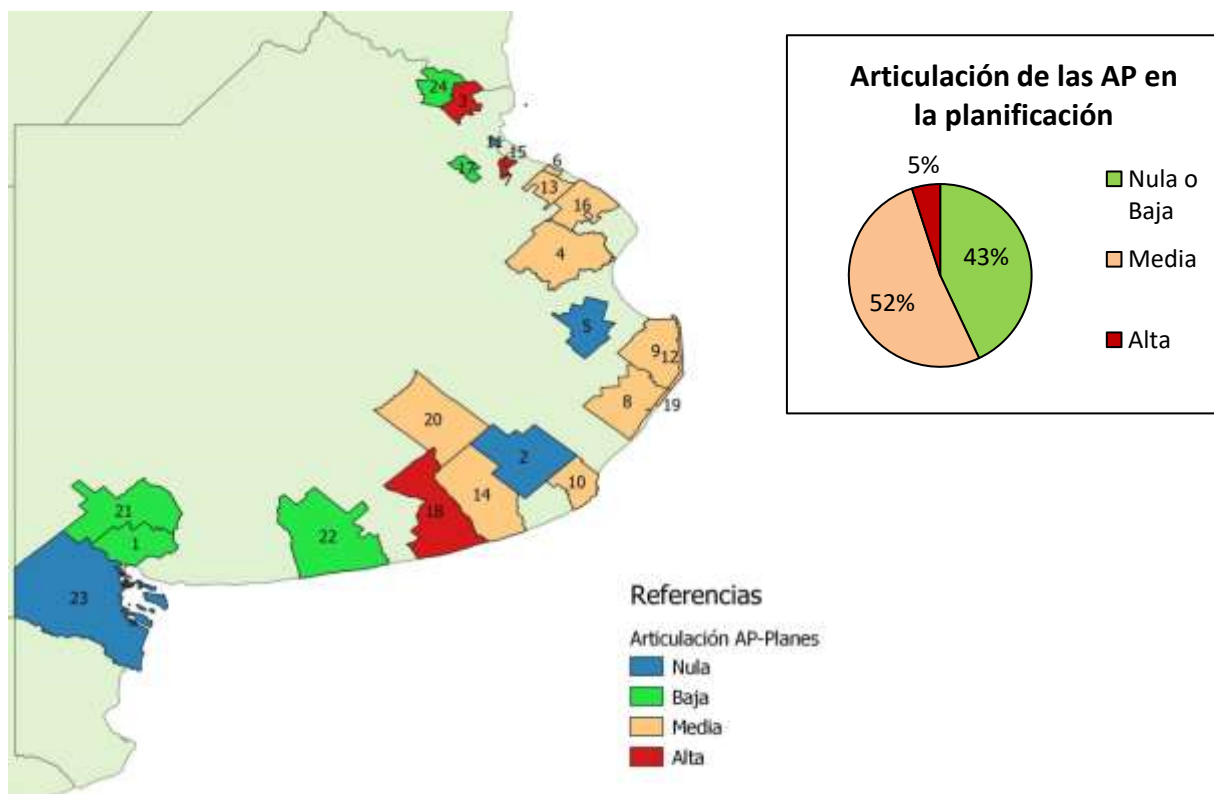 Articulación de las AP en
la planificación
5%
43%
52%
Nula o
Baja
Media
Alta
24
3
15
17
6
13
16
4
5
9
12
8
19
20
2
10
14
18
22
21
1
23
Referencias
Articulación AP-Planes
Nula
Baja
Media
Alta